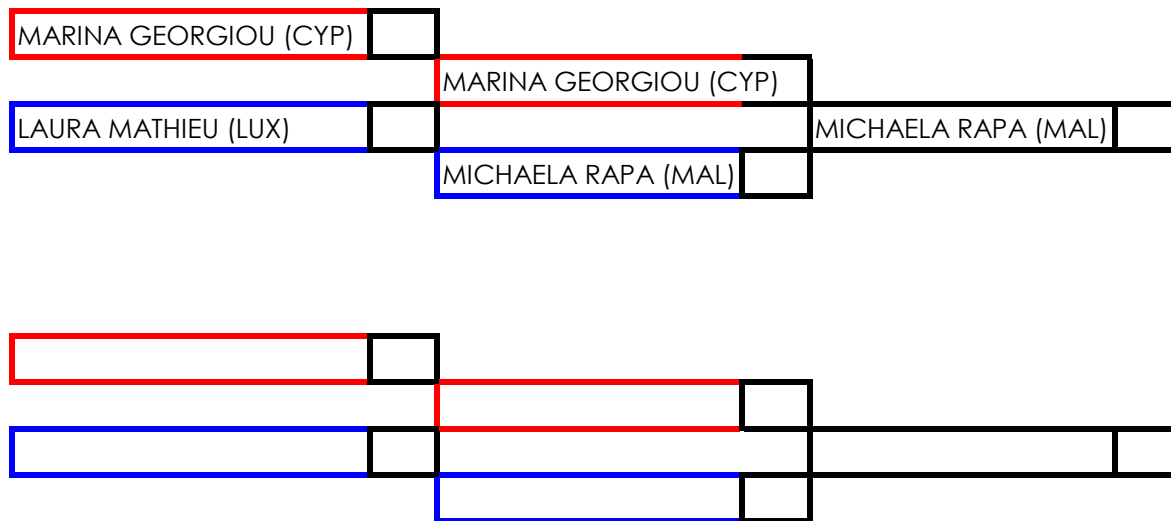 MARINA GEORGIOU (CYP)
MARINA GEORGIOU (CYP)
LAURA MATHIEU (LUX)
MICHAELA RAPA (MAL)
MICHAELA RAPA (MAL)